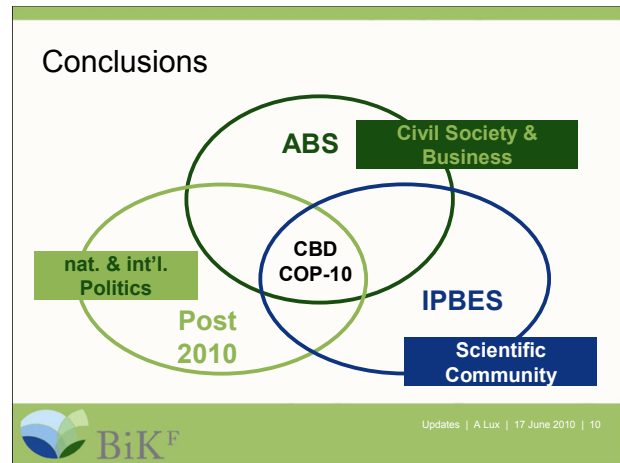 Conclusions
ABS
Civil Society &
Business
CBD
COP-10
nat. & int'l.
Politics
IPBES
Post
2010
Scientific
Community
Updates | A Lux | 17 June 2010 | 10
BiK F